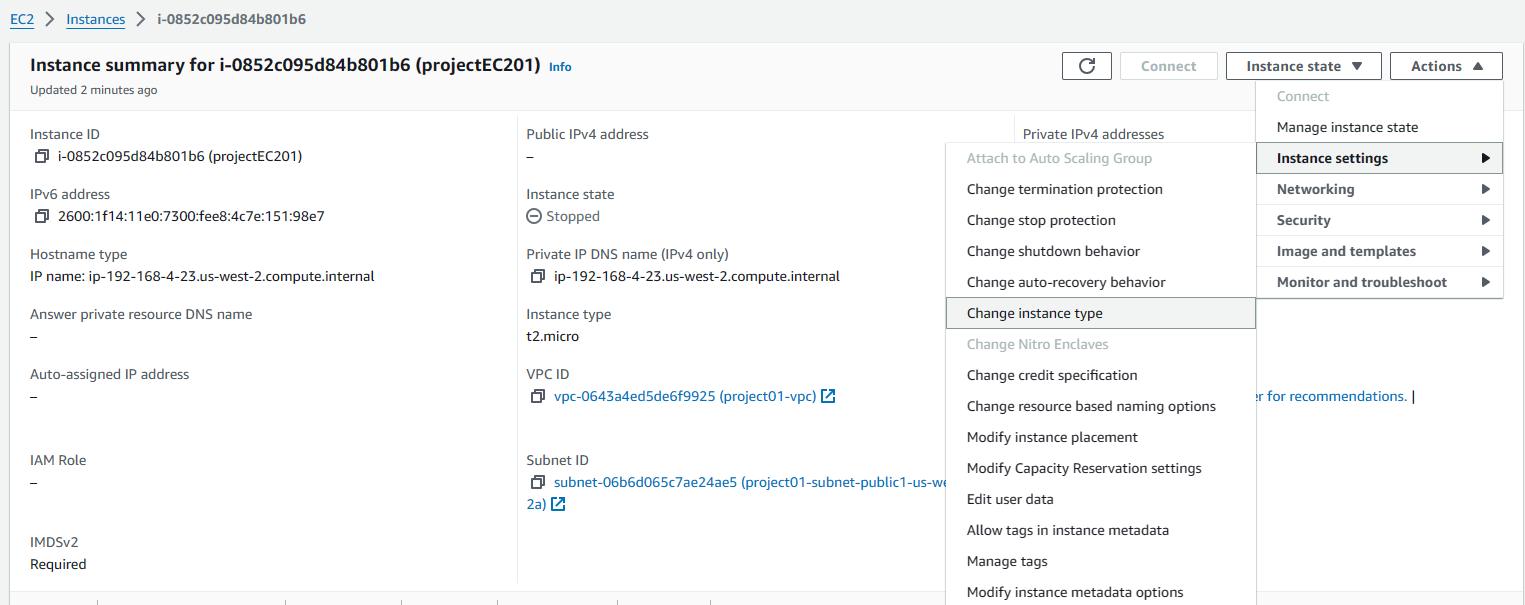 EC2 > Instances > i-0852c095d84b801b6
Instance summary for i-0852c095d84b801b6 (projectEC201) Info
Updated 2 minutes ago
Connect
Instance state
Actions
Instance ID
i-0852c095d84b801b6 (projectEC201)
IPv6 address
2600:1f14:11e0:7300:fee8:4c7e:151:98e7
Hostname type
IP name: ip-192-168-4-23.us-west-2.compute.internal
Answer private resource DNS name
–
Auto-assigned IP address
–
IAM Role
–
IMDSv2
Required
Public IPv4 address
–
Instance state
Stopped
Private IP DNS name (IPv4 only)
ip-192-168-4-23.us-west-2.compute.internal
Instance type
t2.micro
VPC ID
vpc-0643a4ed5de6f9925 (project01-vpc)
Subnet ID
subnet-06b6d065c7ae24ae5 (project01-subnet-public1-us-we
2a)
Private IPv4 addresses
for recommendations. |
Connect
Manage instance state
Instance settings
Networking
Security
Image and templates
Monitor and troubleshoot
Attach to Auto Scaling Group
Change termination protection
Change stop protection
Change shutdown behavior
Change auto-recovery behavior
Change instance type
Change Nitro Enclaves
Change credit specification
Change resource based naming options
Modify instance placement
Modify Capacity Reservation settings
Edit user data
Allow tags in instance metadata
Manage tags
Modify instance metadata options